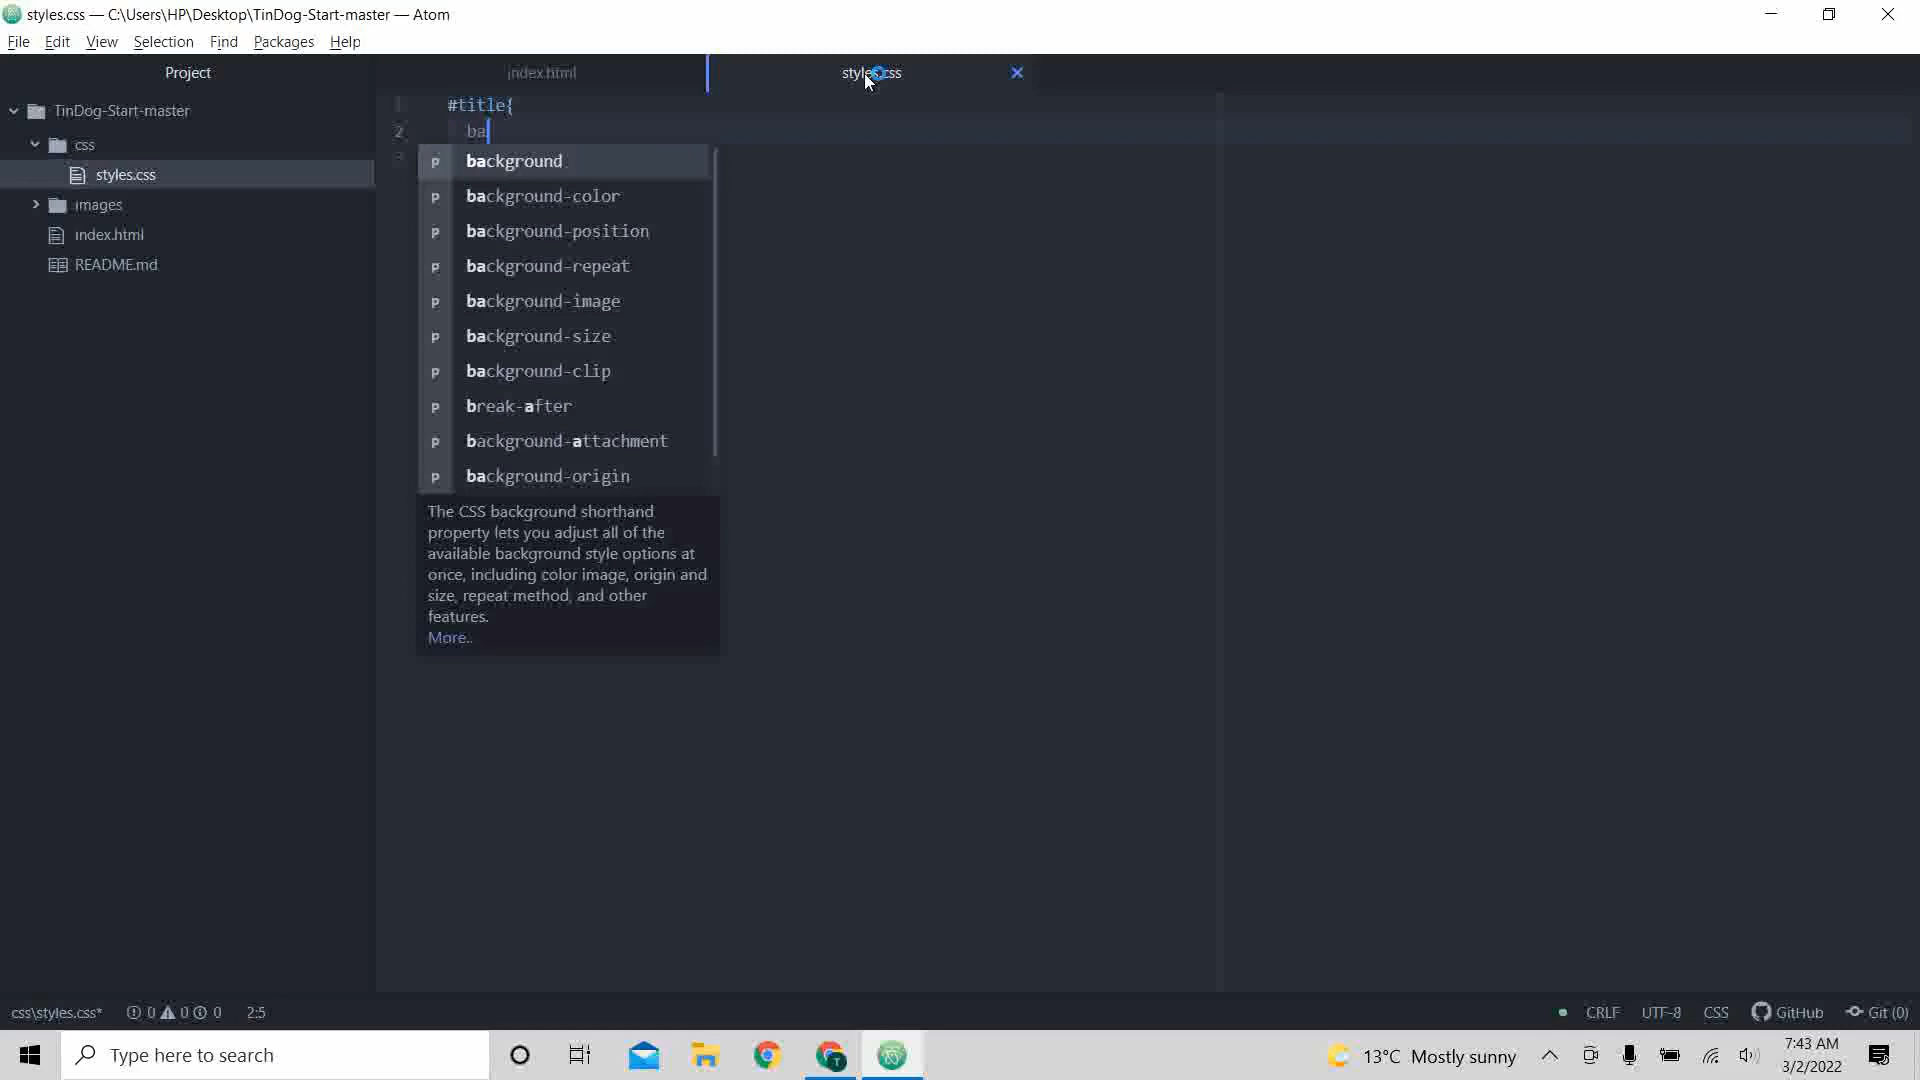 styles.css — C:\Users\HP\Desktop\TinDog-Start-master — Atom
File Edit View Selection Find Packages Help
Project
index.html
styles.css
TinDog-Start-master
css
styles.css
images
index.html
README.md
1 #title{
2 ba
p background
p background-color
p background-position
p background-repeat
p background-image
p background-size
p background-clip
p break-after
p background-attachment
p background-origin
The CSS background shorthand
property lets you adjust all of the
available background style options at
once, including color image, origin and
size, repeat method, and other
features.
More..
css\styles.css* 0 0 0 2:5
CRLF UTF-8 CSS GitHub Git (0)
Type here to search
13°C Mostly sunny
7:43 AM
3/2/2022